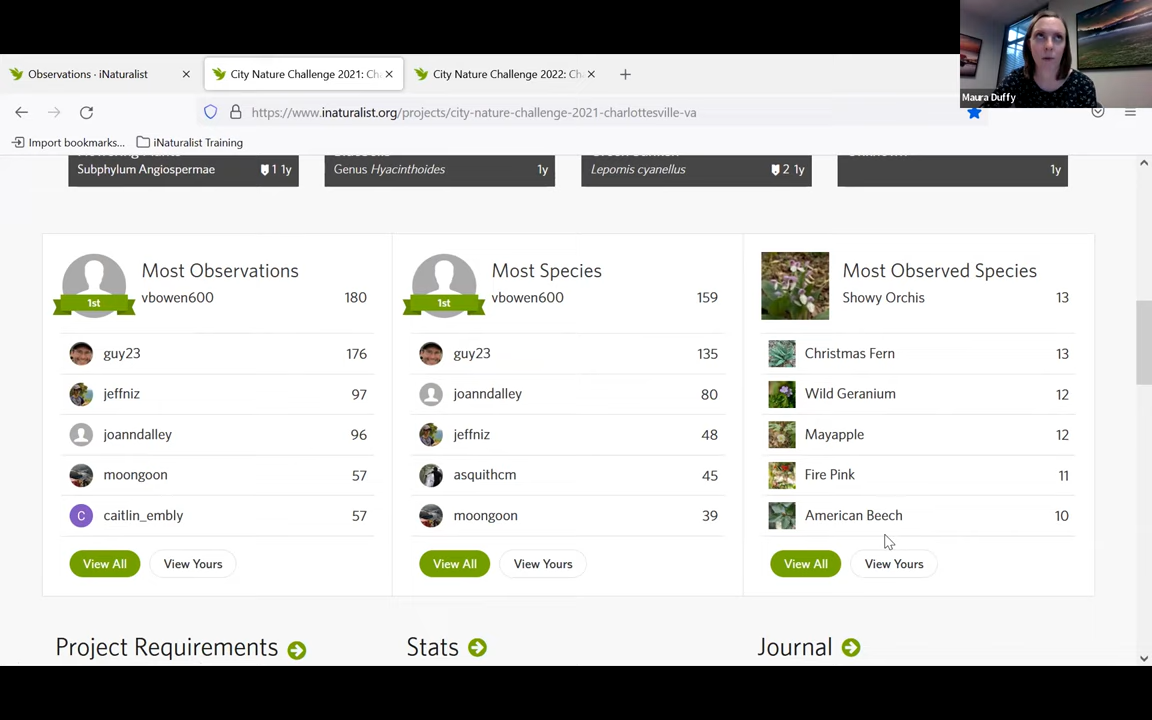 Maura Duffy
Observations · iNaturalist
City Nature Challenge 2021: Ch
City Nature Challenge 2022: Ch
https://www.inaturalist.org/projects/city-nature-challenge-2021-charlottesville-va
Import bookmarks...
iNaturalist Training
Subphylum Angiospermae
1 1y
Genus Hyacinthoides
1y
Lepomis cyanellus
2 1y
1y
Most Observations
1st
vbowen600
180
guy23
176
jeffniz
97
joanndalley
96
moongoon
57
C
caitlin_embly
57
View All
View Yours
Most Species
1st
vbowen600
159
guy23
135
joanndalley
80
jeffniz
48
asquithcm
45
moongoon
39
View All
View Yours
Most Observed Species
Showy Orchis
13
Christmas Fern
13
Wild Geranium
12
Mayapple
12
Fire Pink
11
American Beech
10
View All
View Yours
Project Requirements
Stats
Journal